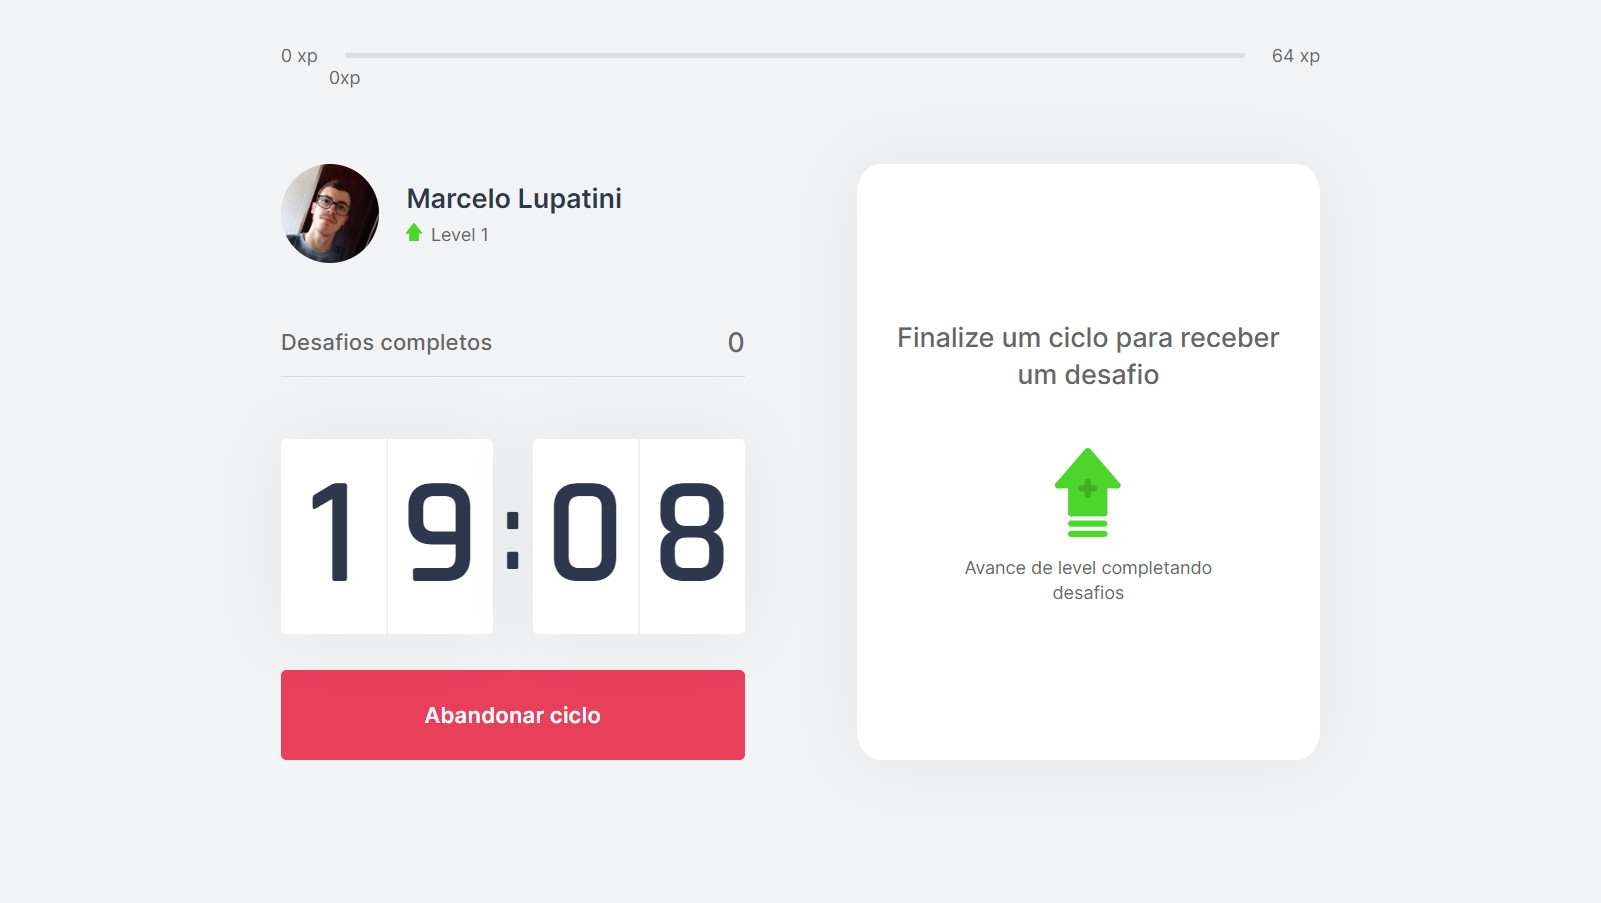 0 xp
64 xp
0xp
Marcelo Lupatini
Level 1
Desafios completos
0
19:08
Abandonar ciclo
Finalize um ciclo para receber
um desafio
Avance de level completando
desafios